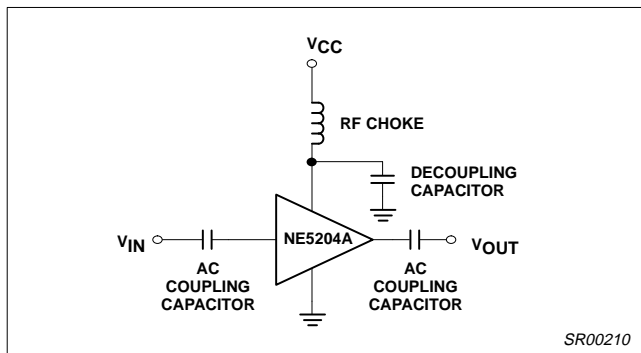 VCC
RF CHOKE
DECOUPLING
CAPACITOR
NE5204A
VIN
VOUT
AC
COUPLING
CAPACITOR
AC
COUPLING
CAPACITOR
SR00210